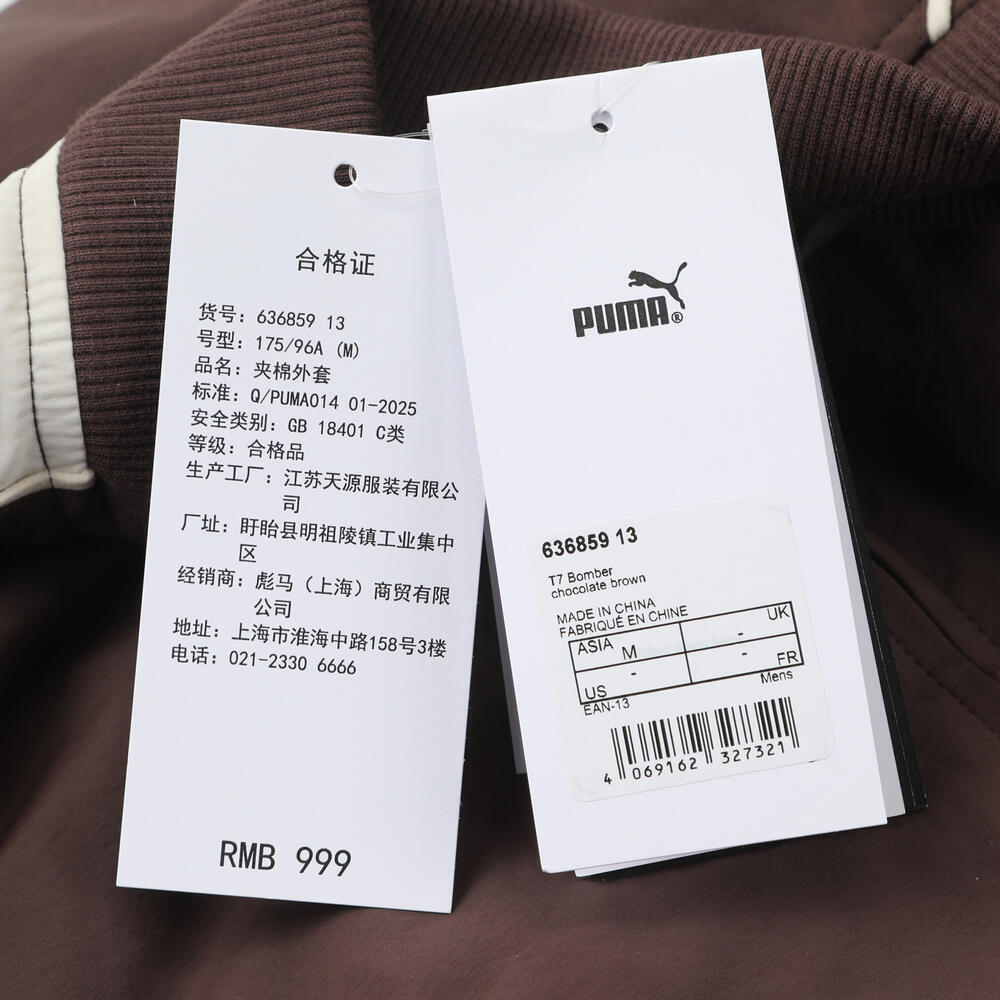 合格证
货号：636859 13
号型：175/96A (M)
品名：夹棉外套
标准：Q/PUMA014 01-2025
安全类别：GB 18401 C类
等级：合格品
生产工厂：江苏天源服装有限公
司
厂址：盱眙县明祖陵镇工业集中
区
经销商：彪马（上海）商贸有限
公司
地址：上海市淮海中路158号3楼
电话：021-2330 6666
RMB 999
PUMA®
636859 13
T7 Bomber
chocolate brown
MADE IN CHINA
FABRIQUÉ EN CHINE
ASIA M - UK
US - - FR
EAN-13 Mens
4 069162 327321